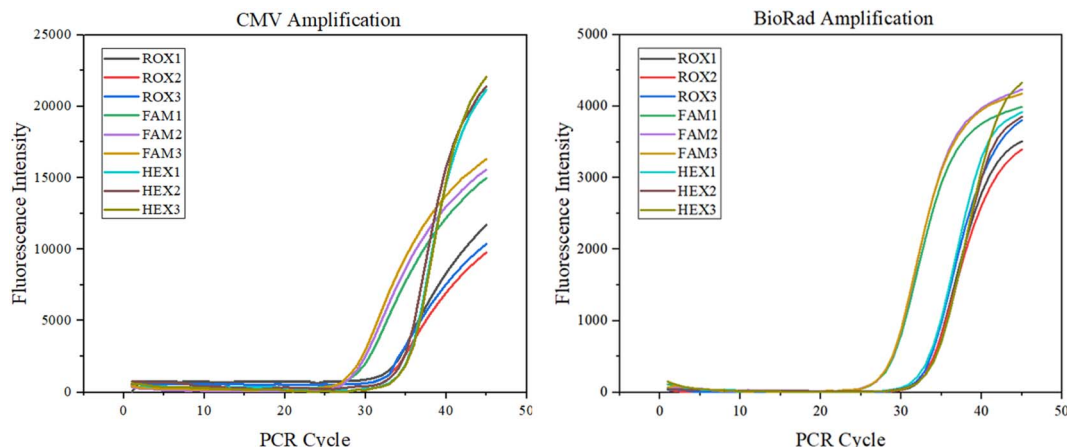 CMV Amplification
25000
20000
15000
10000
5000
0
Fluorescence Intensity
ROX1
ROX2
ROX3
FAM1
FAM2
FAM3
HEX1
HEX2
HEX3
0 10 20 30 40 50
PCR Cycle
BioRad Amplification
5000
4000
3000
2000
1000
0
Fluorescence Intensity
ROX1
ROX2
ROX3
FAM1
FAM2
FAM3
HEX1
HEX2
HEX3
0 10 20 30 40 50
PCR Cycle